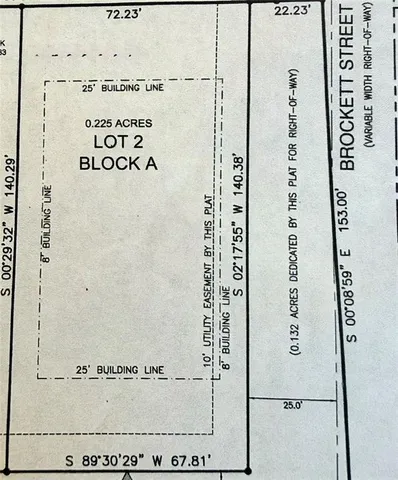 72.23'
22.23'
K
33
25' BUILDING LINE
0.225 ACRES
LOT 2
BLOCK A
S 00°29'32" W 140.29'
8' BUILDING LINE
10' UTILITY EASEMENT BY THIS PLAT
8' BUILDING LINE
S 02°17'55" W 140.38'
(0.132 ACRES DEDICATED BY THIS PLAT FOR RIGHT-OF-WAY)
S 00°08'59" E 153.00'
BROCKETT STREET
(VARIABLE WIDTH RIGHT-OF-WAY)
25' BUILDING LINE
25.0'
S 89°30'29" W 67.81'